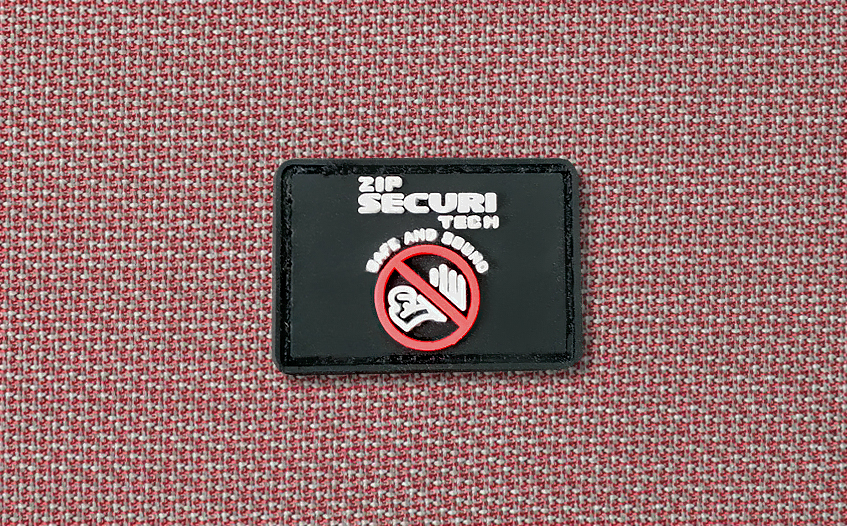 ZIP
SECURI
TECH
SAFE AND SOUND